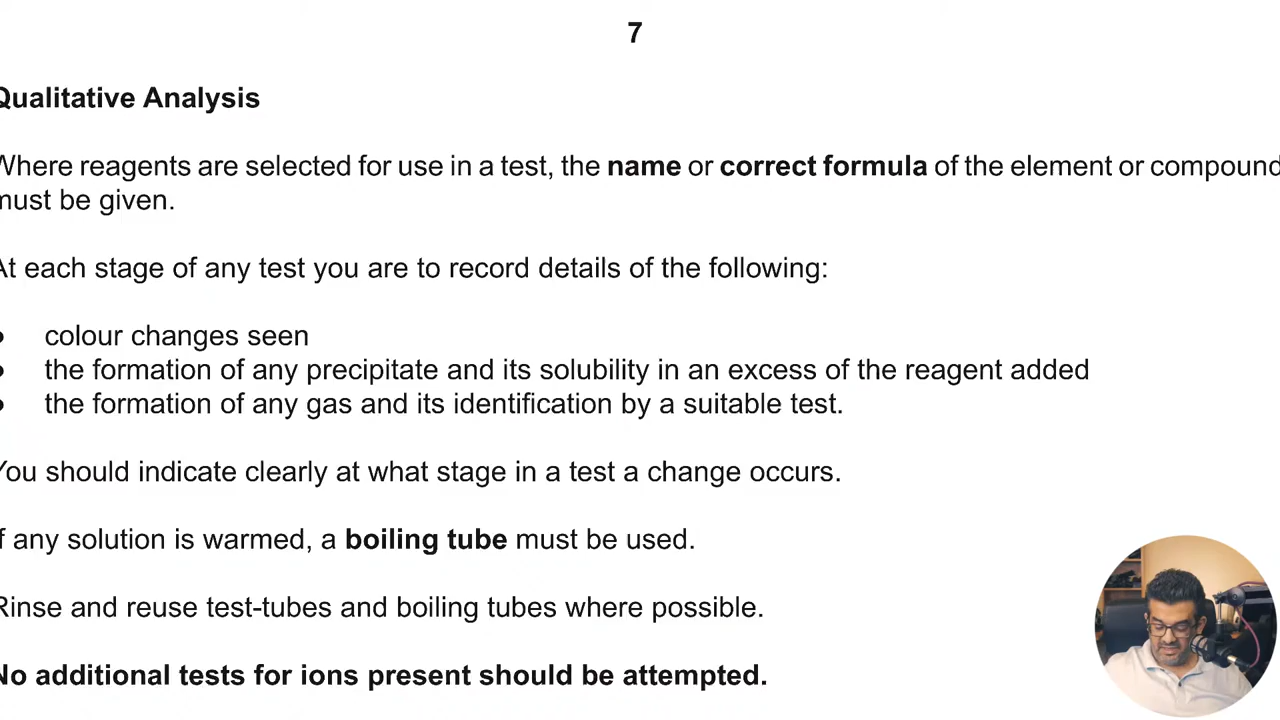 7
Qualitative Analysis
Where reagents are selected for use in a test, the name or correct formula of the element or compound
must be given.
At each stage of any test you are to record details of the following:
• colour changes seen
• the formation of any precipitate and its solubility in an excess of the reagent added
• the formation of any gas and its identification by a suitable test.
You should indicate clearly at what stage in a test a change occurs.
If any solution is warmed, a boiling tube must be used.
Rinse and reuse test-tubes and boiling tubes where possible.
No additional tests for ions present should be attempted.